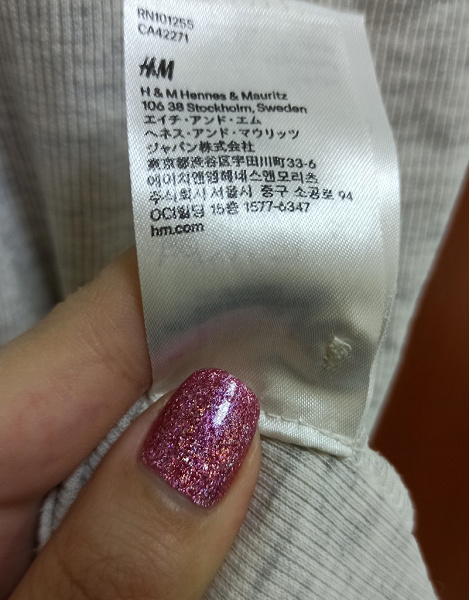 RN101255
CA42271
H&M
H & M Hennes & Mauritz
106 38 Stockholm, Sweden
エイチ・アンド・エム
ヘネス・アンド・マウリッツ
ジャパン株式会社
東京都渋谷区宇田川町33-6
에이치앤엠헤네스앤모리츠
주식회사 서울시 중구 소공로 94
OCI빌딩 15층 1577-6347
hm.com